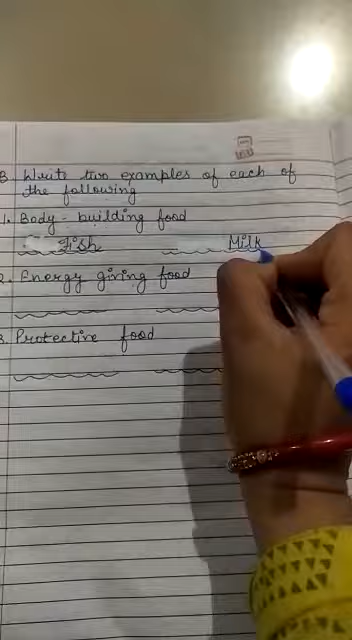 B. Write two examples of each of
the following
1. Body - building food
Fish Milk
2. Energy giving food
3. Protective food